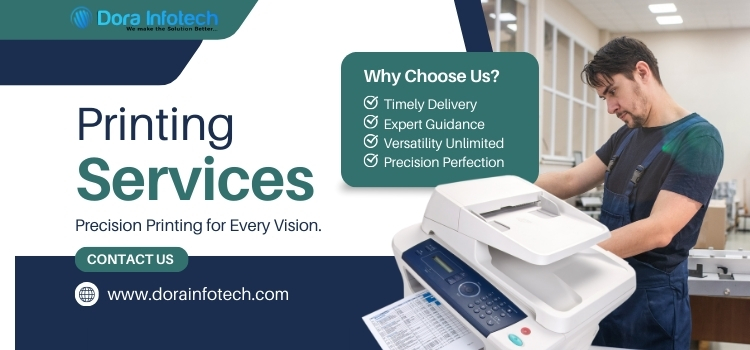 Dora Infotech
We make the Solution Better...
Why Choose Us?
Timely Delivery
Expert Guidance
Versatility Unlimited
Precision Perfection
Printing
Services
Precision Printing for Every Vision.
CONTACT US
www.dorainfotech.com